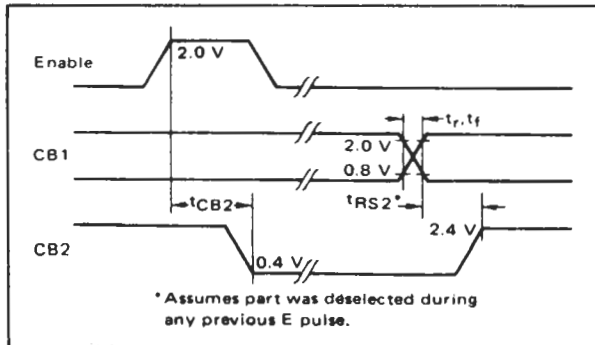 Enable
2.0 V
CB1
2.0 V
0.8 V
tr, tf
tCB2
tRS2*
CB2
0.4 V
2.4 V
*Assumes part was deselected during
any previous E pulse.